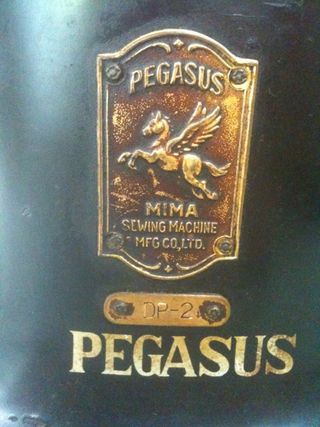 PEGASUS
MIMA
SEWING MACHINE
MFG CO,LTD.
DP-2
PEGASUS